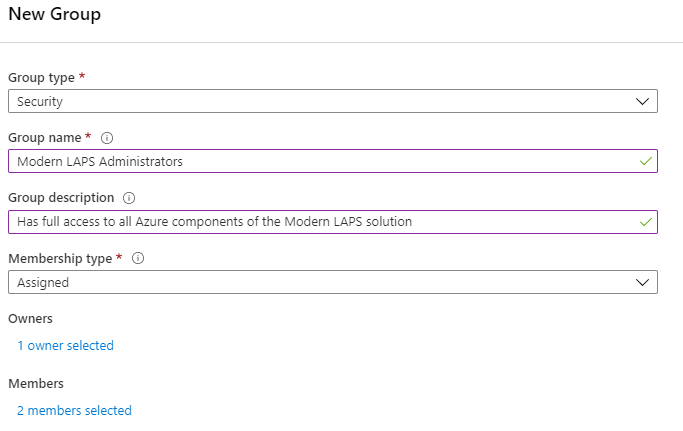 New Group
Group type *
Security
Group name *
Modern LAPS Administrators
Group description
Has full access to all Azure components of the Modern LAPS solution
Membership type *
Assigned
Owners
1 owner selected
Members
2 members selected